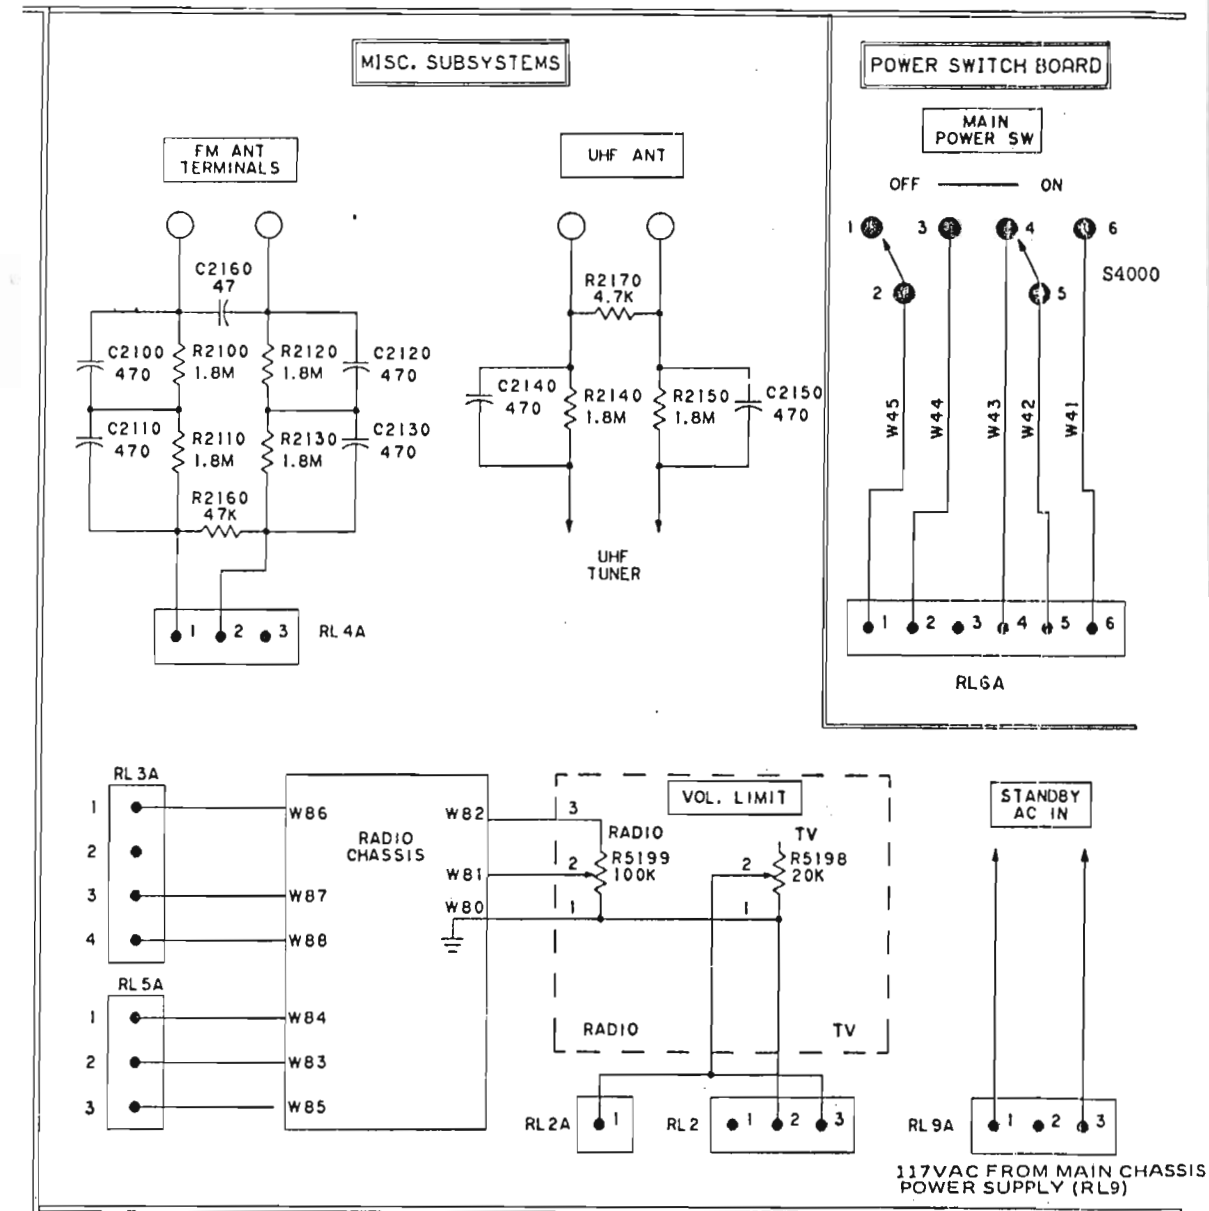 MISC. SUBSYSTEMS
POWER SWITCH BOARD
MAIN
POWER SW
OFF
ON
1
3
4
6
S4000
2
5
W45
W44
W43
W42
W41
1
2
3
4
5
6
RL6A
FM ANT
TERMINALS
C2160
47
C2100
470
R2100
1.8M
R2120
1.8M
C2120
470
C2110
470
R2110
1.8M
R2130
1.8M
C2130
470
R2160
47K
1
2
3
RL4A
UHF ANT
R2170
4.7K
C2140
470
R2140
1.8M
R2150
1.8M
C2150
470
UHF
TUNER
RL3A
1
2
3
4
RL5A
1
2
3
W86
W87
W88
W84
W83
W85
RADIO
CHASSIS
W82
W81
W80
VOL. LIMIT
3
RADIO
2
R5199
100K
1
TV
2
R5198
20K
1
RADIO
TV
RL2A
1
RL2
1
2
3
STANDBY
AC IN
RL9A
1
2
3
117VAC FROM MAIN CHASSIS
POWER SUPPLY (RL9)